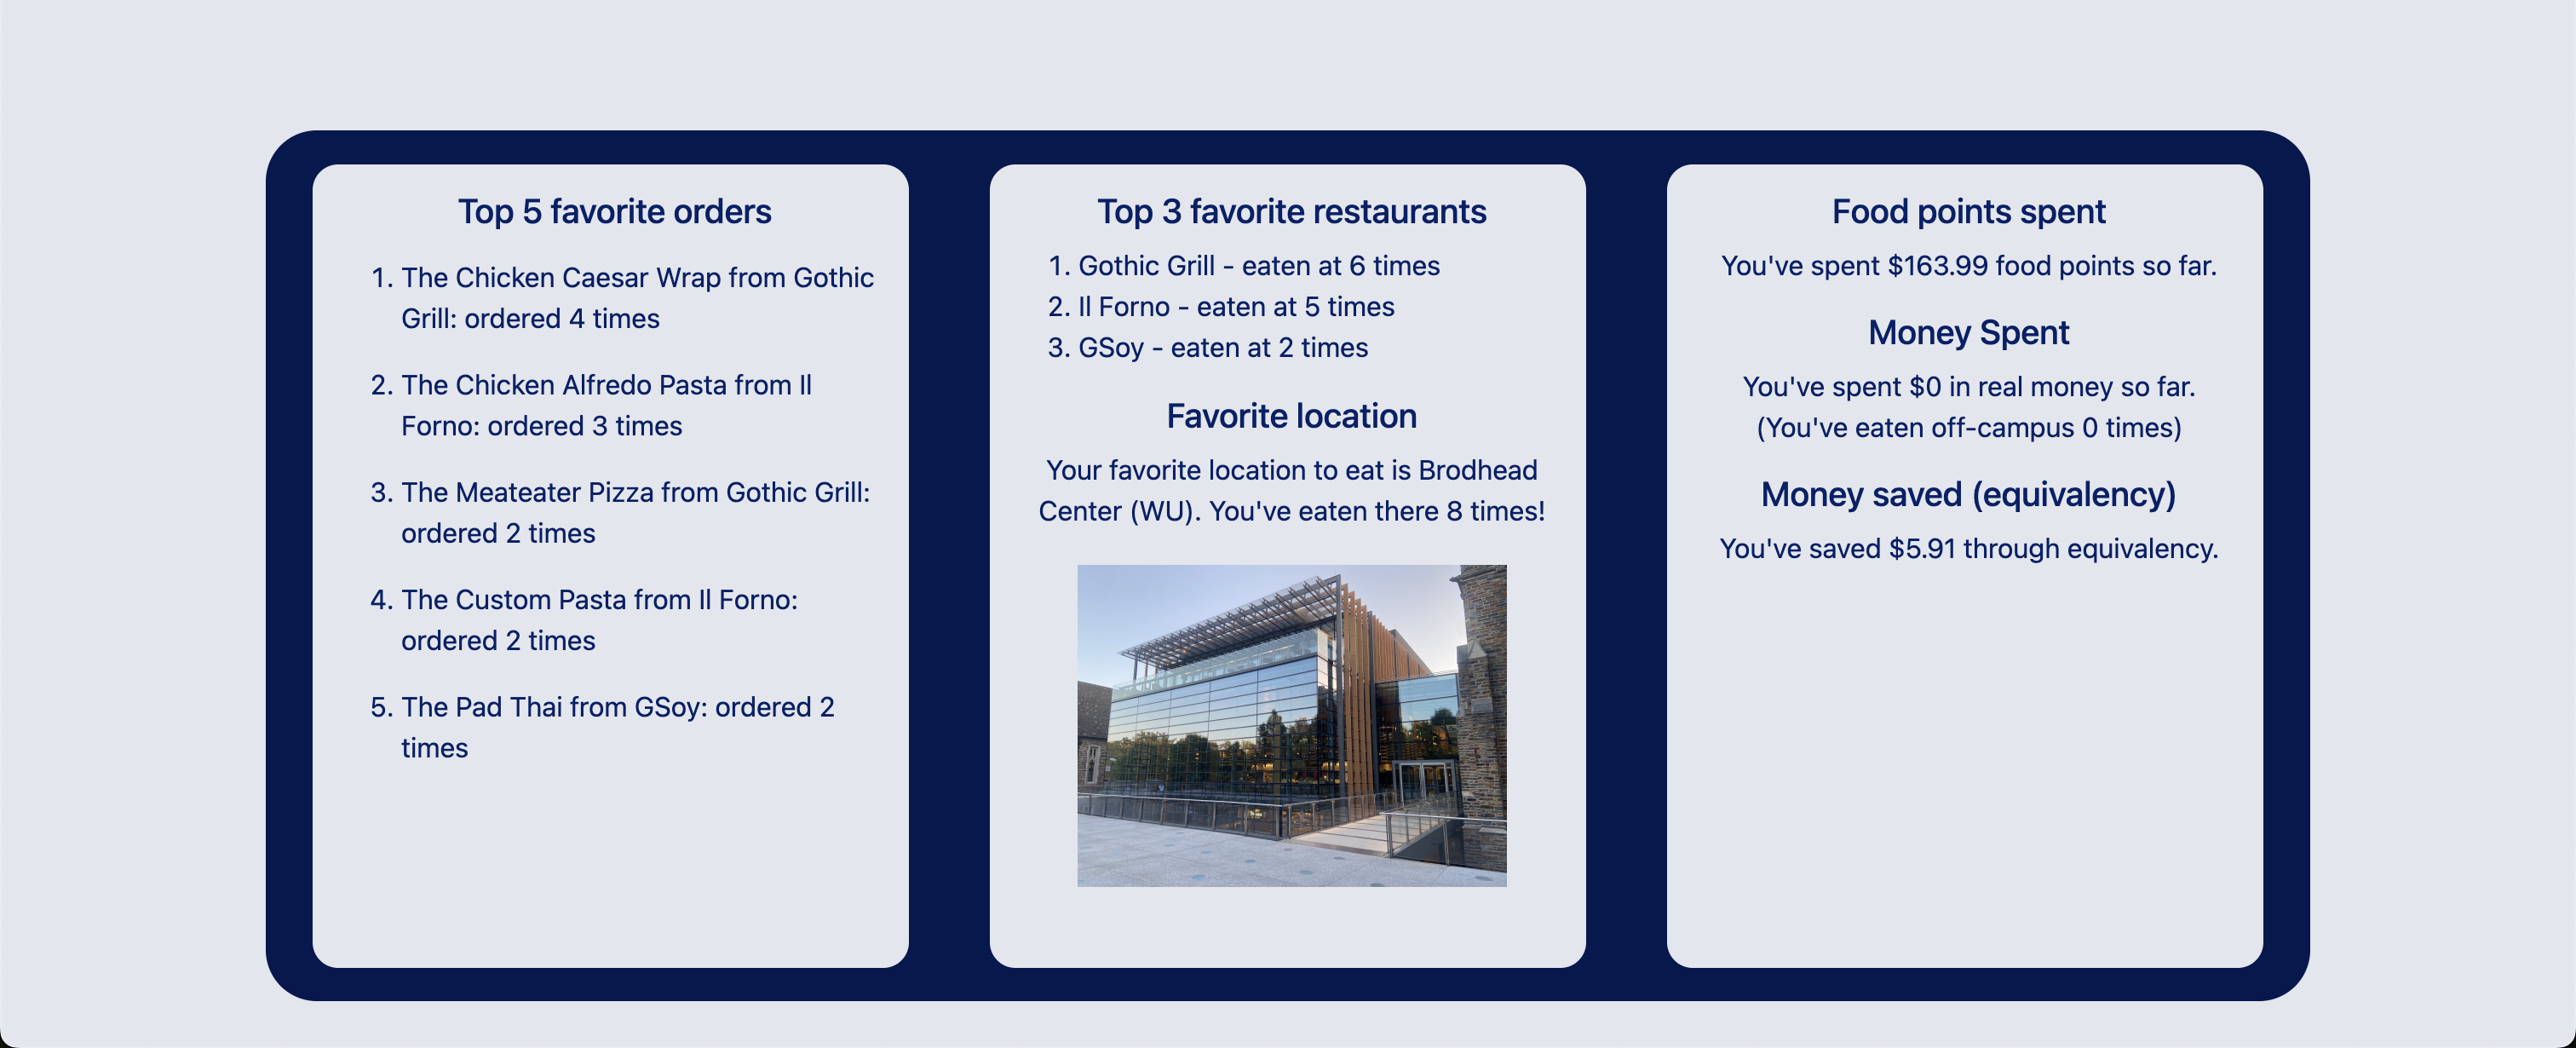 Top 5 favorite orders
1. The Chicken Caesar Wrap from Gothic
Grill: ordered 4 times
2. The Chicken Alfredo Pasta from Il
Forno: ordered 3 times
3. The Meateater Pizza from Gothic Grill:
ordered 2 times
4. The Custom Pasta from Il Forno:
ordered 2 times
5. The Pad Thai from GSoy: ordered 2
times
Top 3 favorite restaurants
1. Gothic Grill - eaten at 6 times
2. Il Forno - eaten at 5 times
3. GSoy - eaten at 2 times
Favorite location
Your favorite location to eat is Brodhead
Center (WU). You've eaten there 8 times!
Food points spent
You've spent $163.99 food points so far.
Money Spent
You've spent $0 in real money so far.
(You've eaten off-campus 0 times)
Money saved (equivalency)
You've saved $5.91 through equivalency.